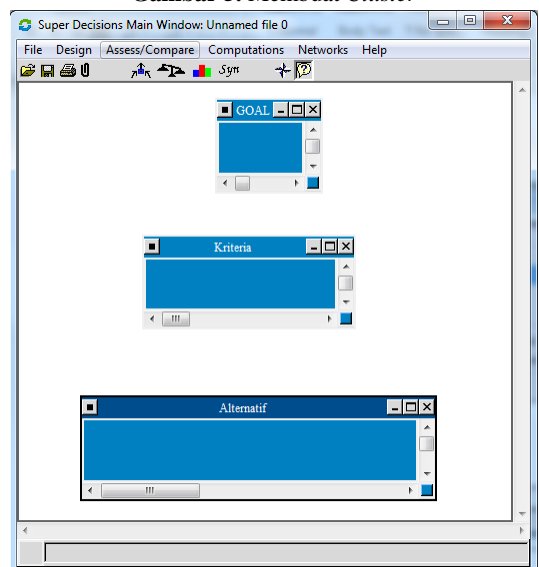 Super Decisions Main Window: Unnamed file 0
File Design Assess/Compare Computations Networks Help
Syn
GOAL
Kriteria
Alternatif